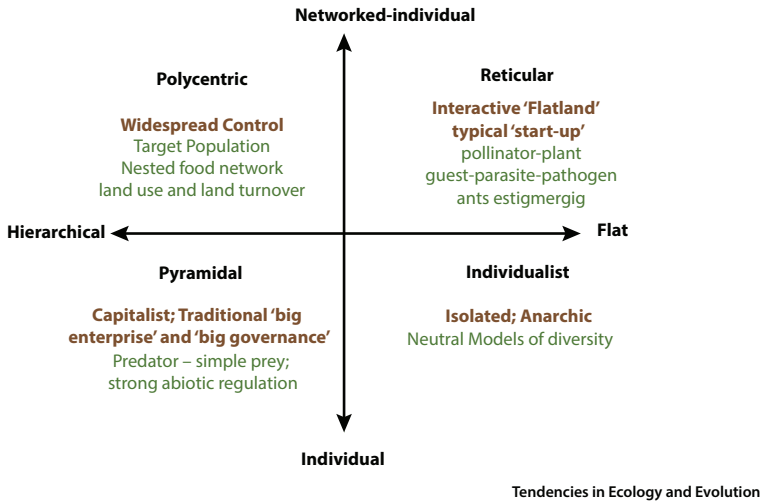 Networked-individual
Polycentric
Widespread Control
Target Population
Nested food network
land use and land turnover
Reticular
Interactive ‘Flatland’
typical ‘start-up’
pollinator-plant
guest-parasite-pathogen
ants estigmergig
Hierarchical
Flat
Pyramidal
Capitalist; Traditional ‘big
enterprise’ and ‘big governance’
Predator – simple prey;
strong abiotic regulation
Individualist
Isolated; Anarchic
Neutral Models of diversity
Individual
Tendencies in Ecology and Evolution